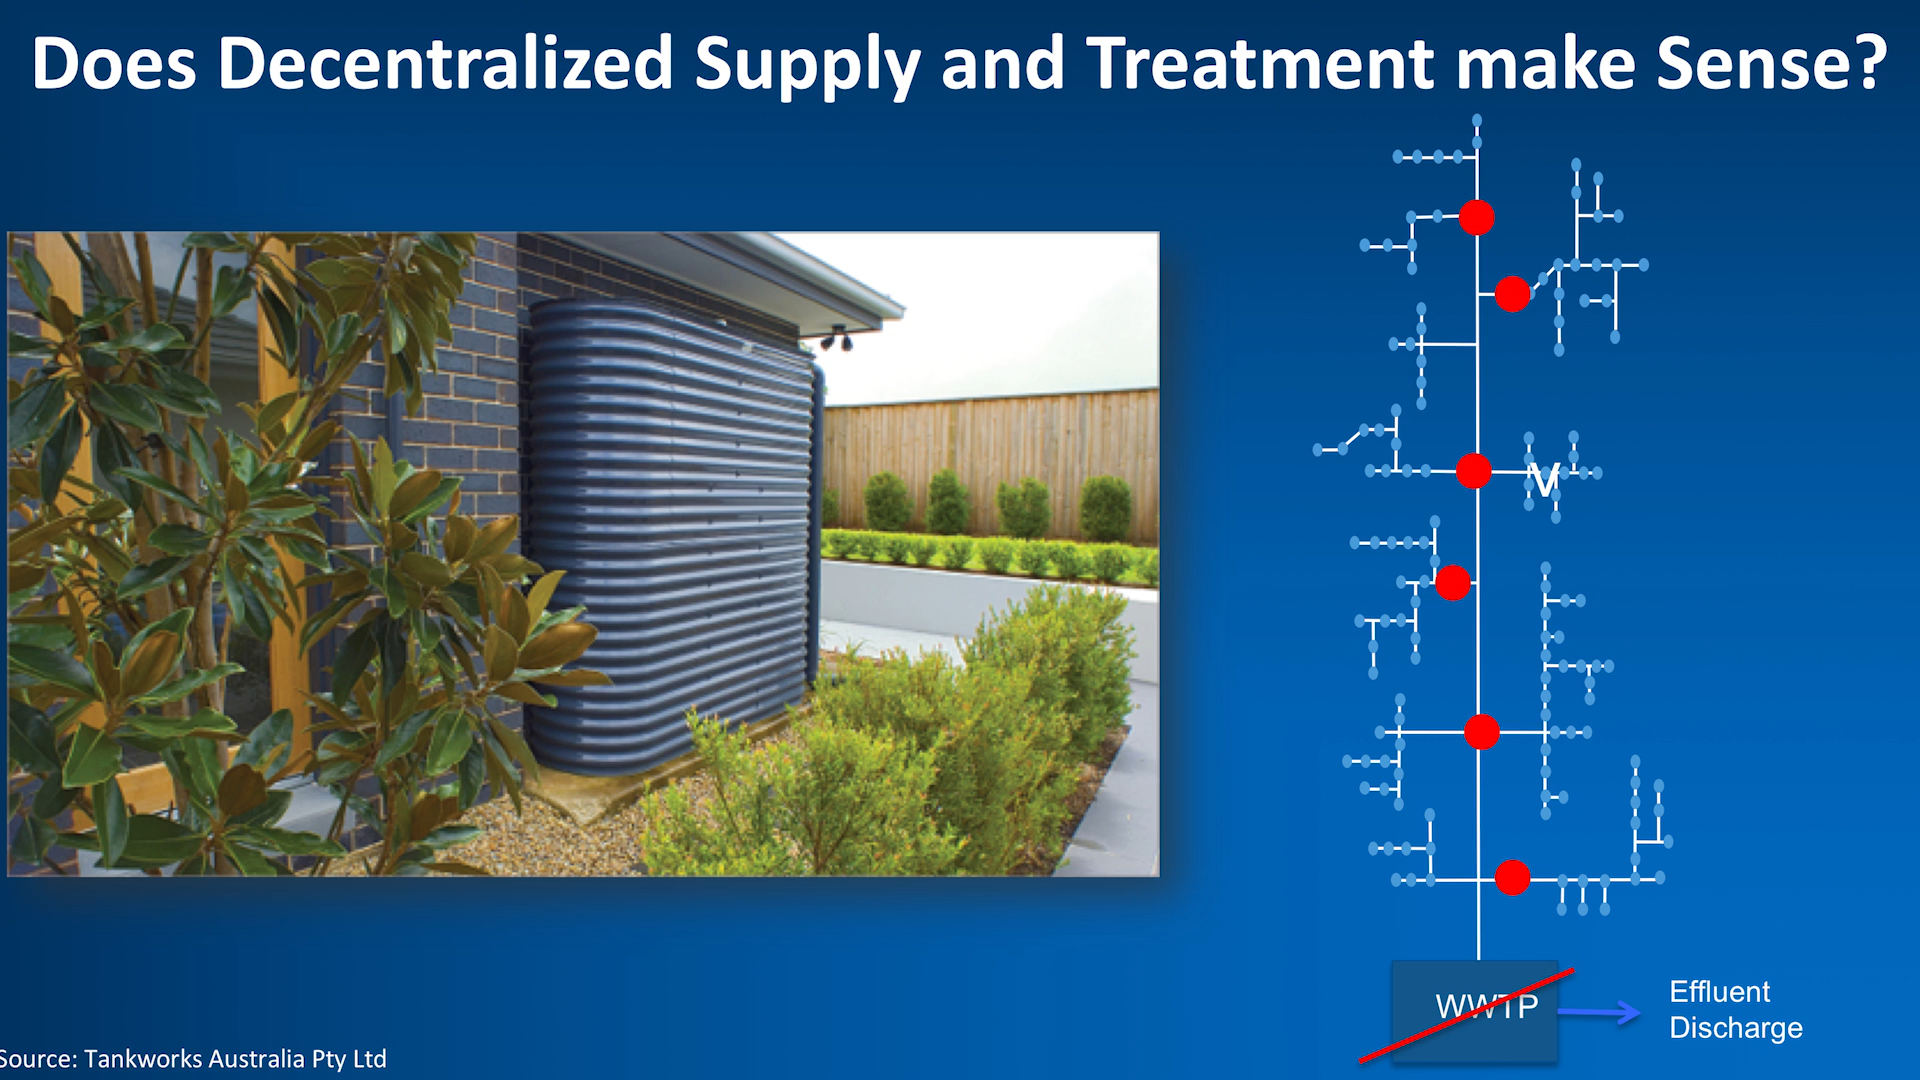 Does Decentralized Supply and Treatment make Sense?
V
WWTP
Effluent
Discharge
Source: Tankworks Australia Pty Ltd